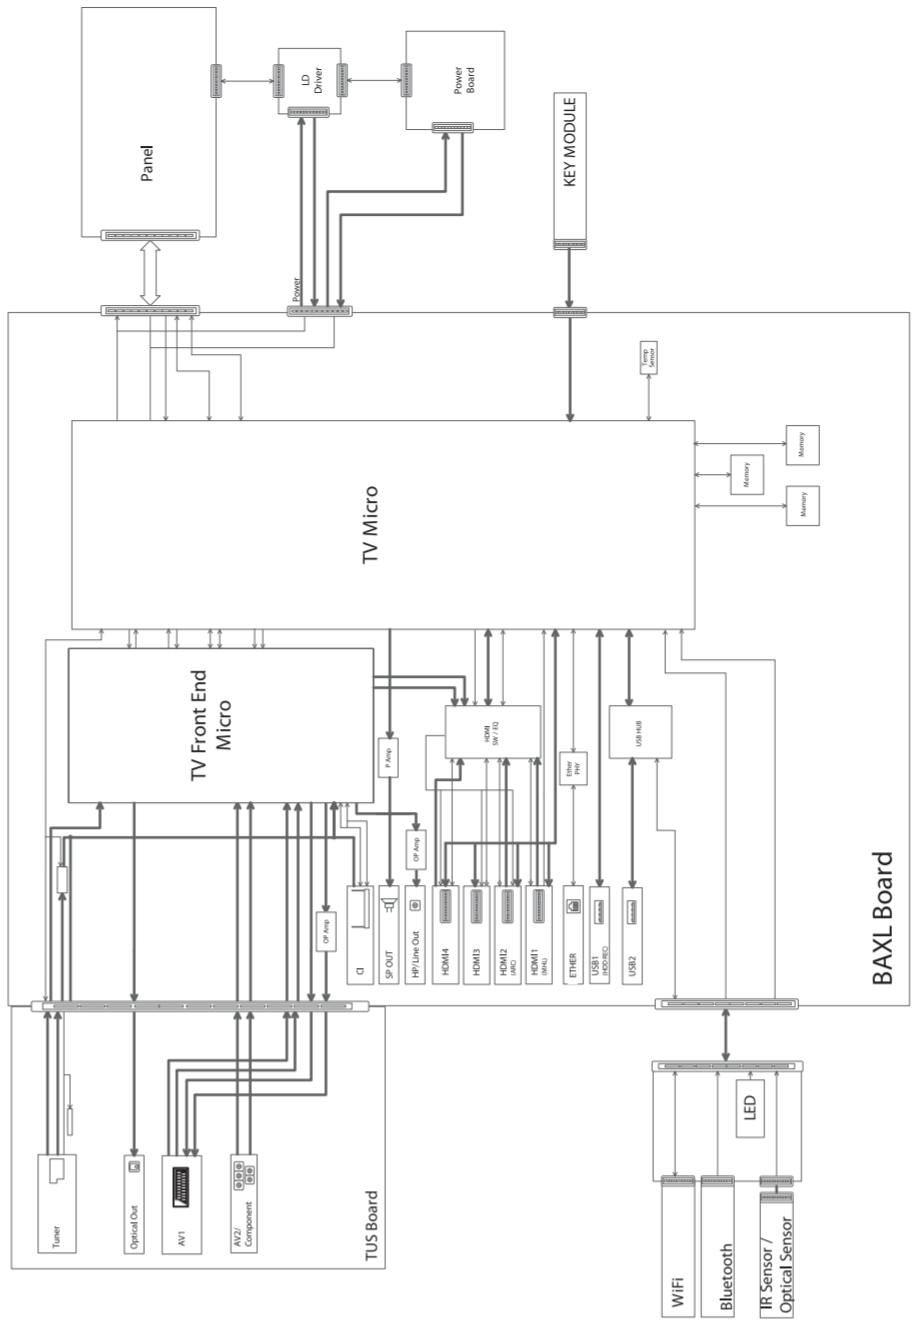 Panel
LD
Driver
Power
Board
KEY MODULE
Power
Temp
Sensor
TV Micro
Memory
Memory
Memory
TV Front End
Micro
P Amp
HDMI
SW / EQ
Ether
PHY
USB HUB
OP Amp
OP Amp
CI
SP OUT
HP/Line Out
HDMI4
HDMI3
HDMI2
(ARC)
HDMI1
(MHL)
ETHER
USB1
(HDD REC)
USB2
BAXL Board
Tuner
Optical Out
AV1
AV2/
Component
TUS Board
LED
WiFi
Bluetooth
IR Sensor /
Optical Sensor